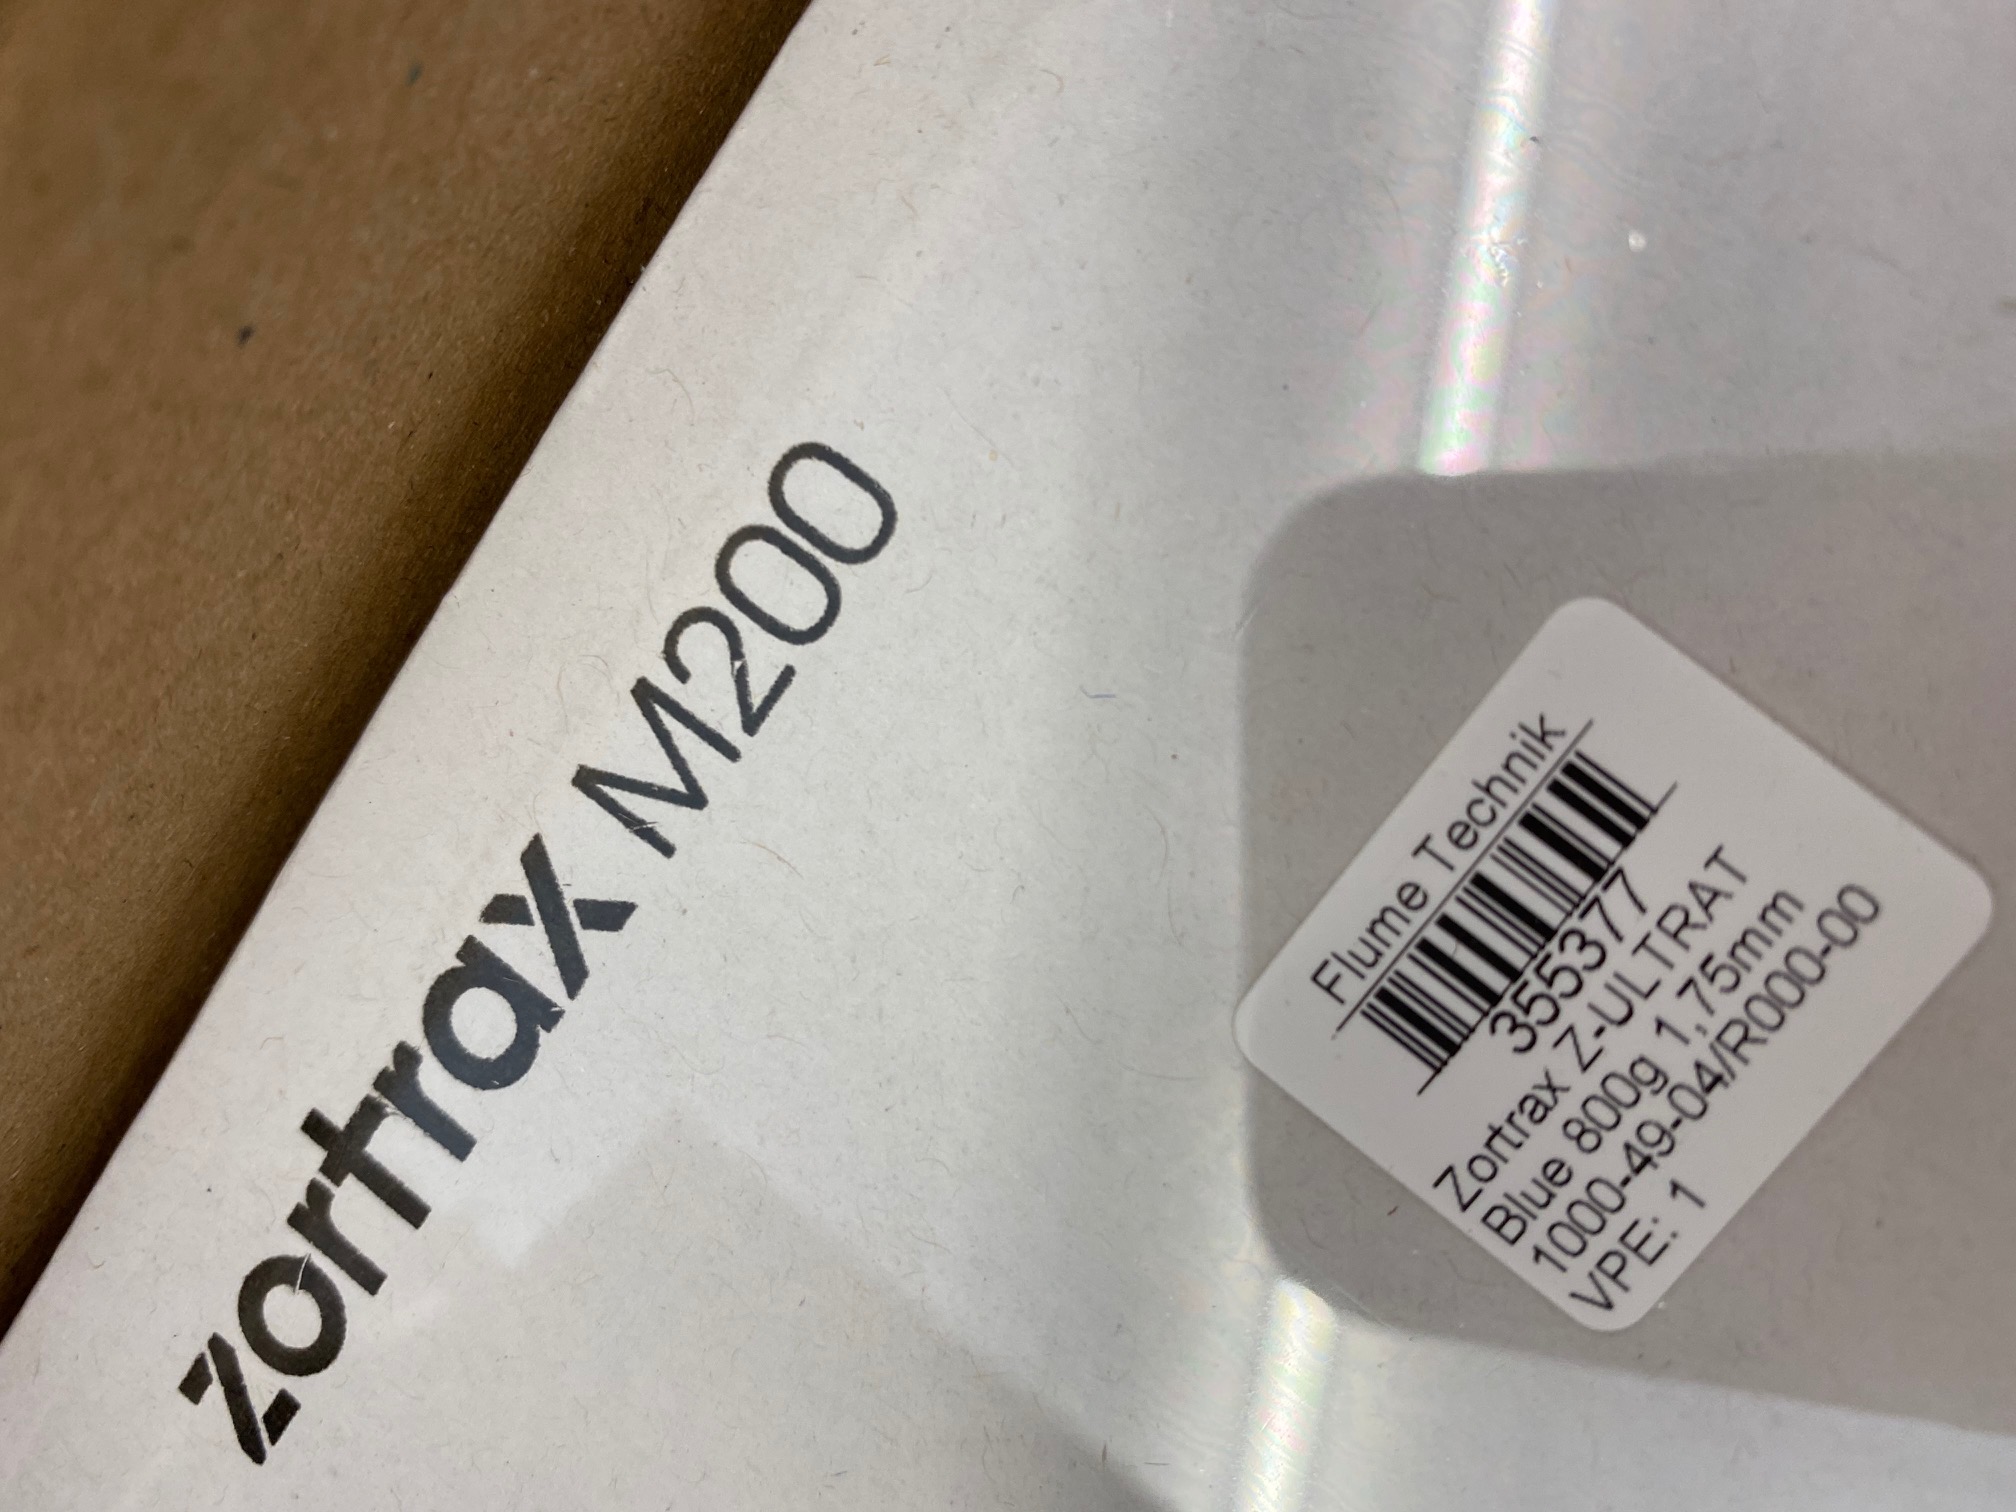 zortrax M200
Flume Technik
355377
Zortrax Z-ULTRAT
Blue 800g 1,75mm
1000-49-04/R000-00
VPE: 1